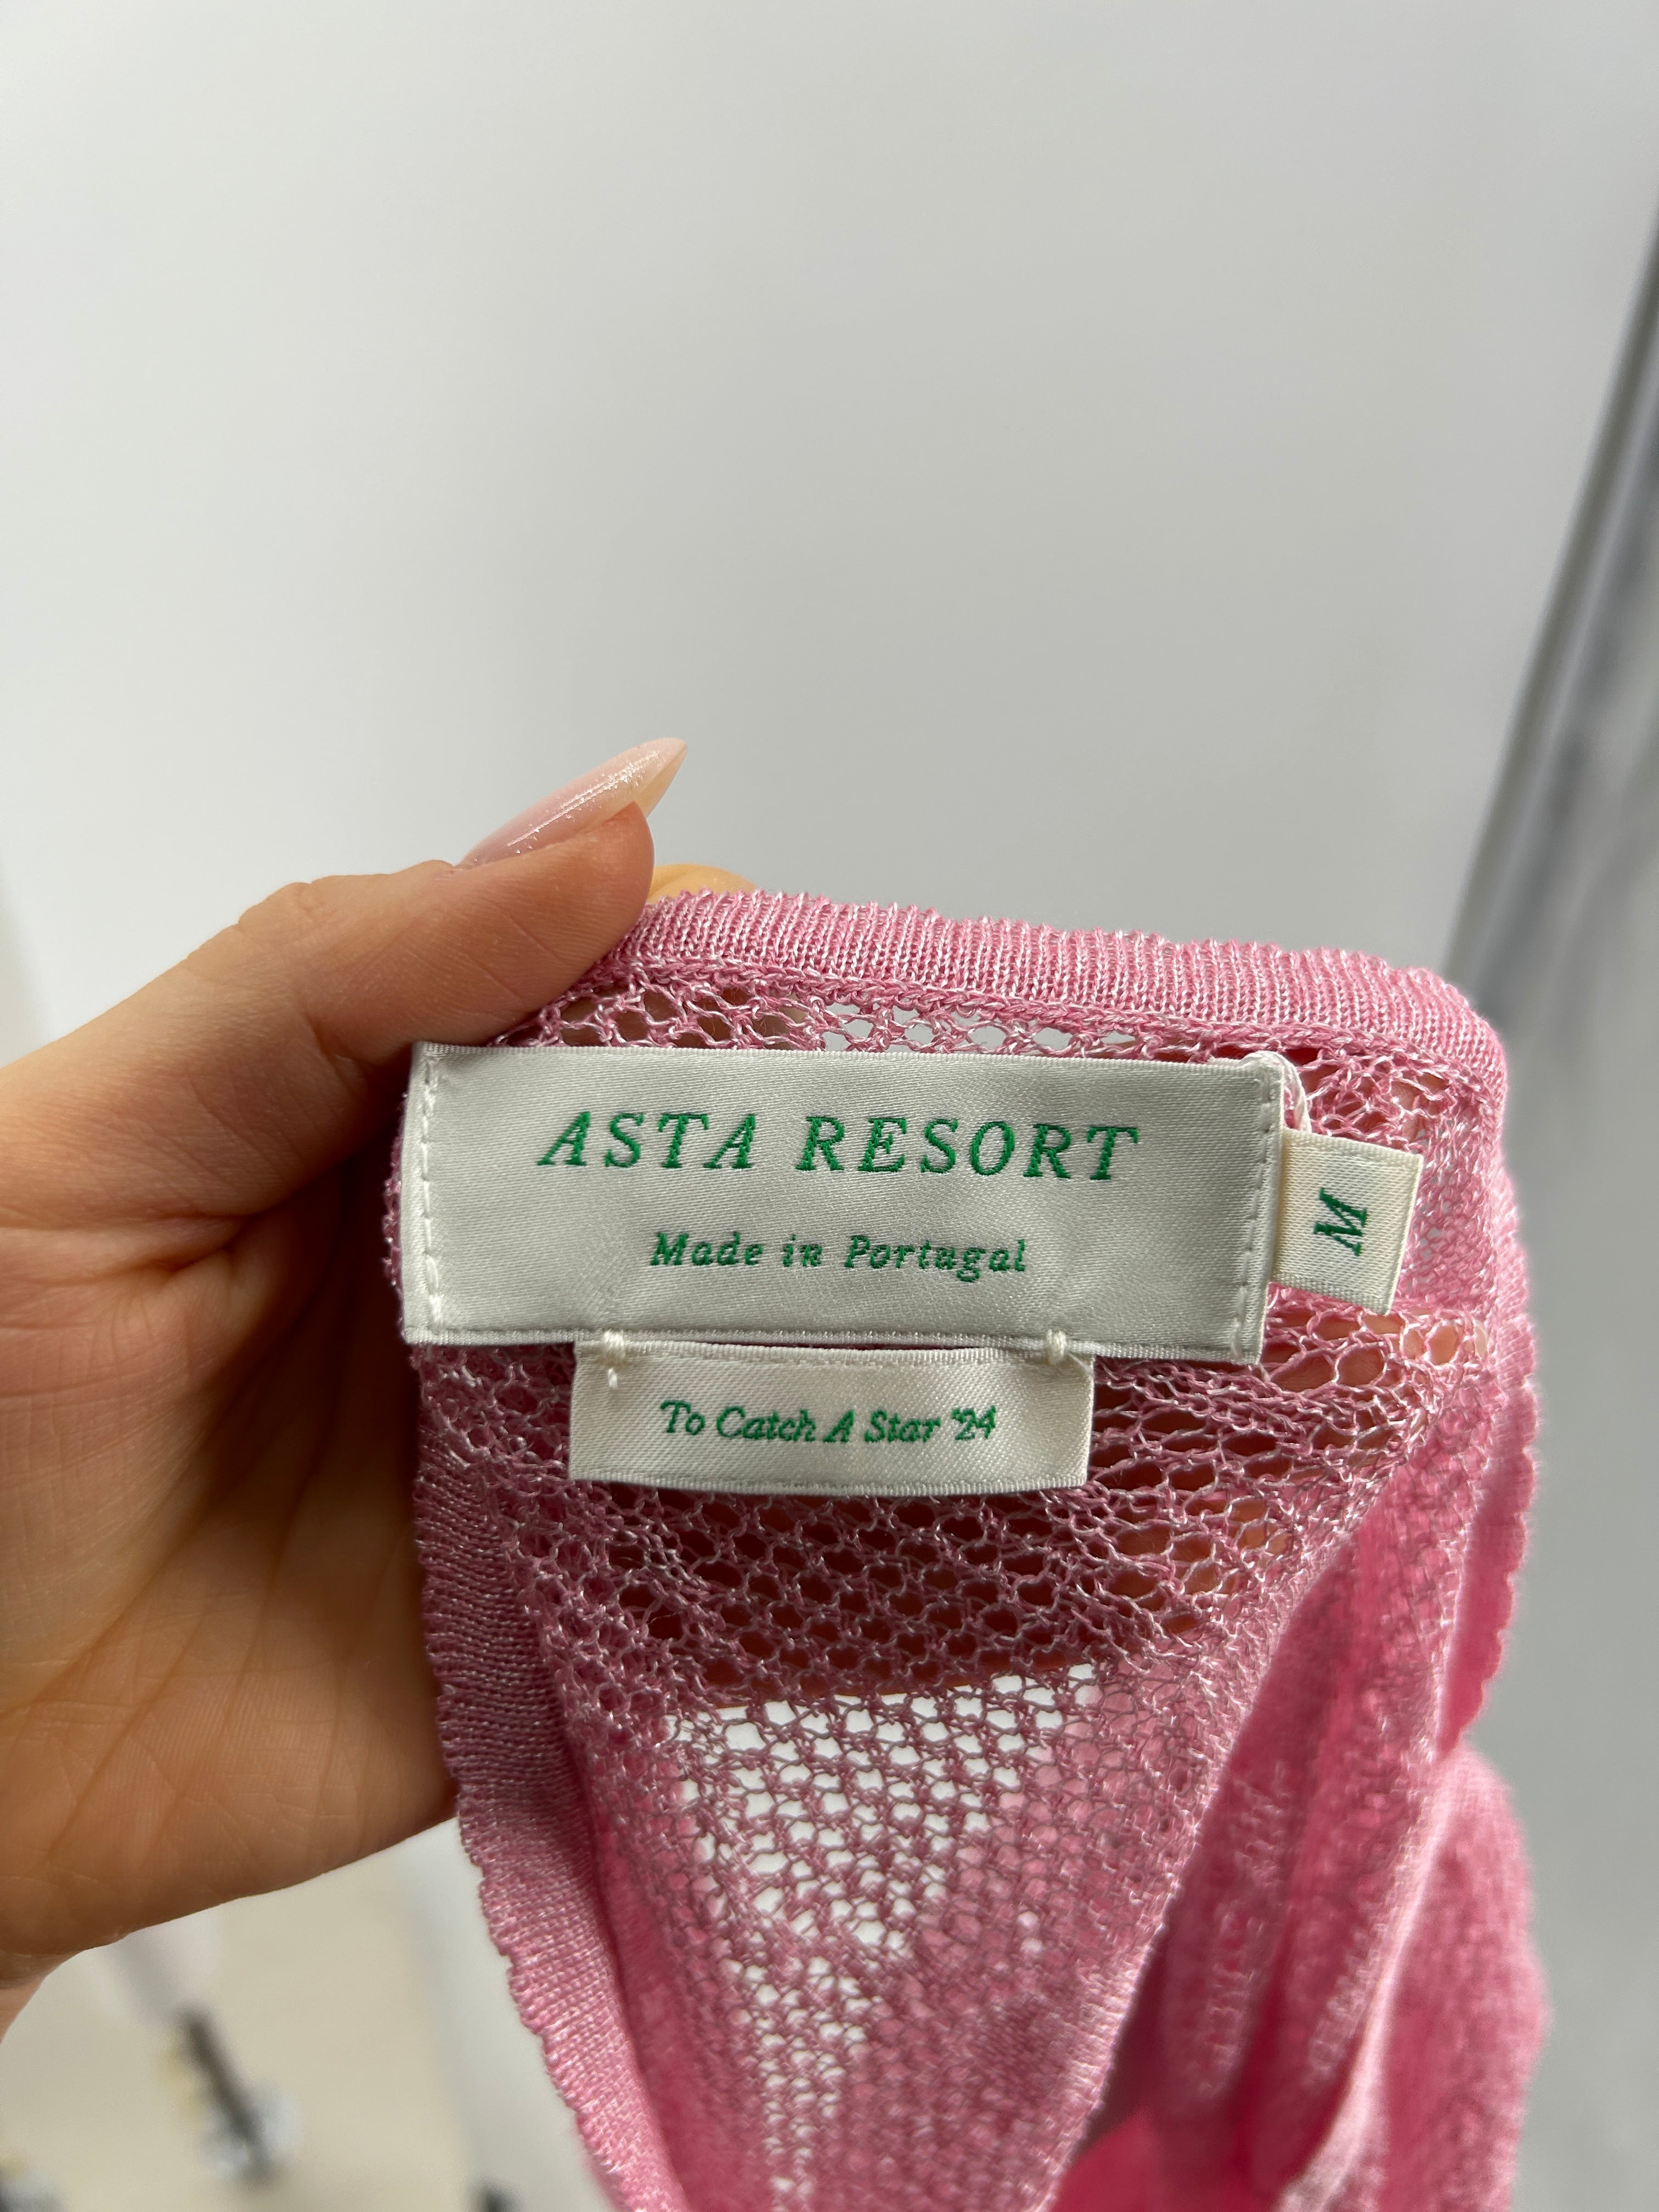 ASTA RESORT
Made in Portugal
M
To Catch A Star '24